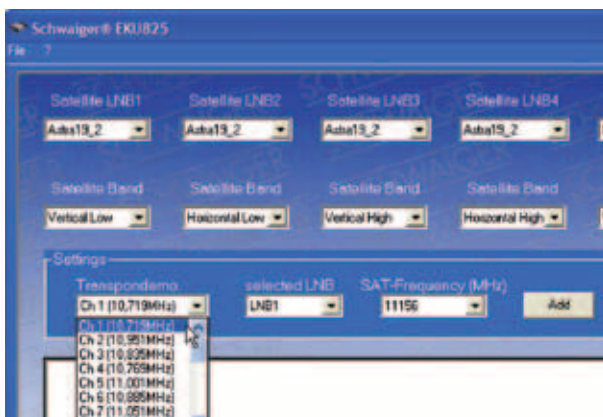 Schwaiger® EKU825
File ?
Satellite LNB1 Satellite LNB2 Satellite LNB3 Satellite LNB4
Astra19_2 Astra19_2 Astra19_2 Astra19_2
Satellite Band Satellite Band Satellite Band Satellite Band
Vertical Low Horizontal Low Vertical High Horizontal High
Settings
Transponderno selected LNB SAT-Frequency (MHz)
Ch 1 (10,719MHz) LNB1 11156 Add
Ch 1 (10,719MHz)
Ch 2 (10,951MHz)
Ch 3 (10,835MHz)
Ch 4 (10,769MHz)
Ch 5 (11,001MHz)
Ch 6 (10,885MHz)
Ch 7 (11,051MHz)